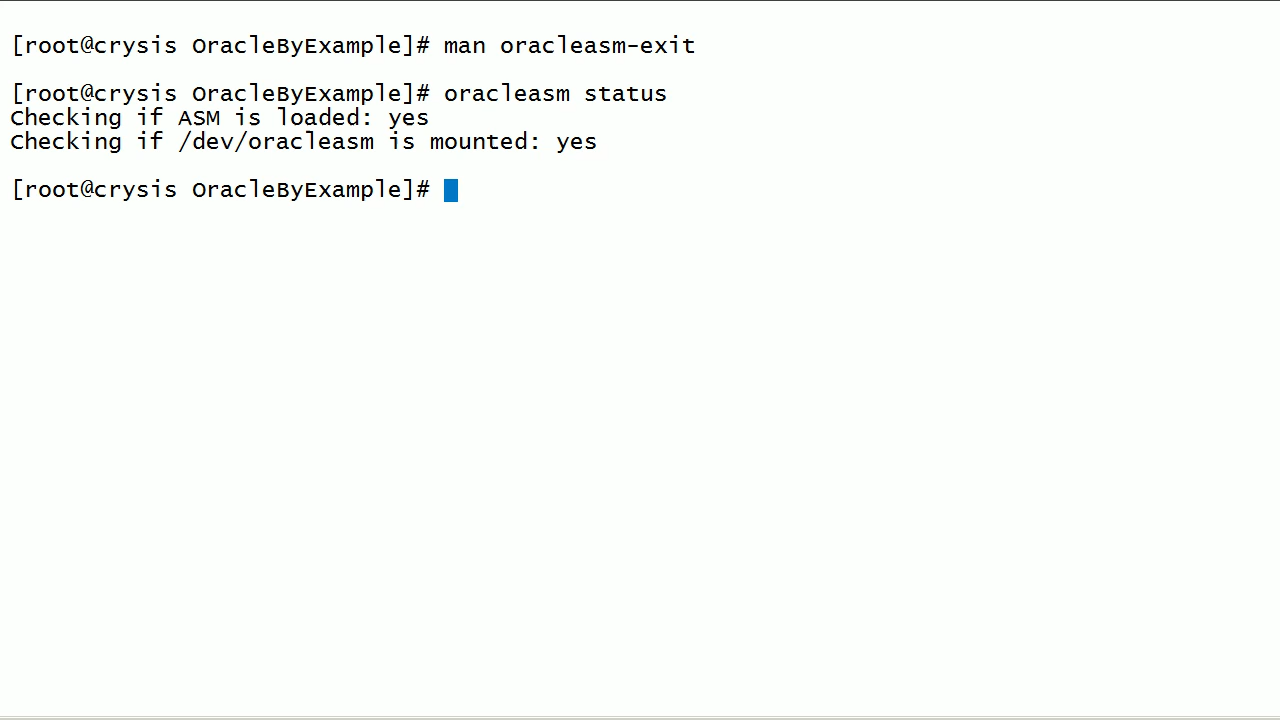 [root@crysis OracleByExample]# man oracleasm-exit
[root@crysis OracleByExample]# oracleasm status
Checking if ASM is loaded: yes
Checking if /dev/oracleasm is mounted: yes
[root@crysis OracleByExample]#